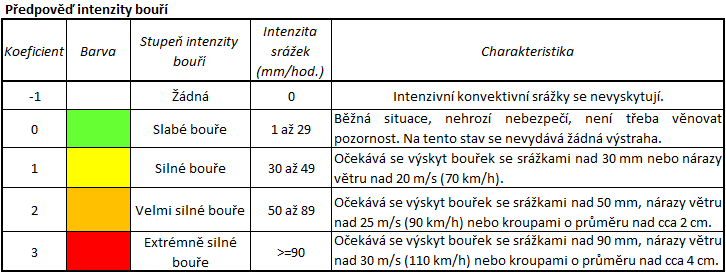 Předpověď intenzity bouří
Koeficient Barva Stupeň intenzity bouří Intenzita srážek (mm/hod.) Charakteristika
-1 Žádná 0 Intenzivní konvektivní srážky se nevyskytují.
0 Slabé bouře 1 až 29 Běžná situace, nehrozí nebezpečí, není třeba věnovat
pozornost. Na tento stav se nevydává žádná výstraha.
1 Silné bouře 30 až 49 Očekává se výskyt bouřek se srážkami nad 30 mm nebo nárazy
větru nad 20 m/s (70 km/h).
2 Velmi silné bouře 50 až 89 Očekává se výskyt bouřek se srážkami nad 50 mm, nárazy větru
nad 25 m/s (90 km/h) nebo kroupami o průměru nad cca 2 cm.
3 Extrémně silné bouře >=90 Očekává se výskyt bouřek se srážkami nad 90 mm, nárazy větru
nad 30 m/s (110 km/h) nebo kroupami o průměru nad cca 4 cm.